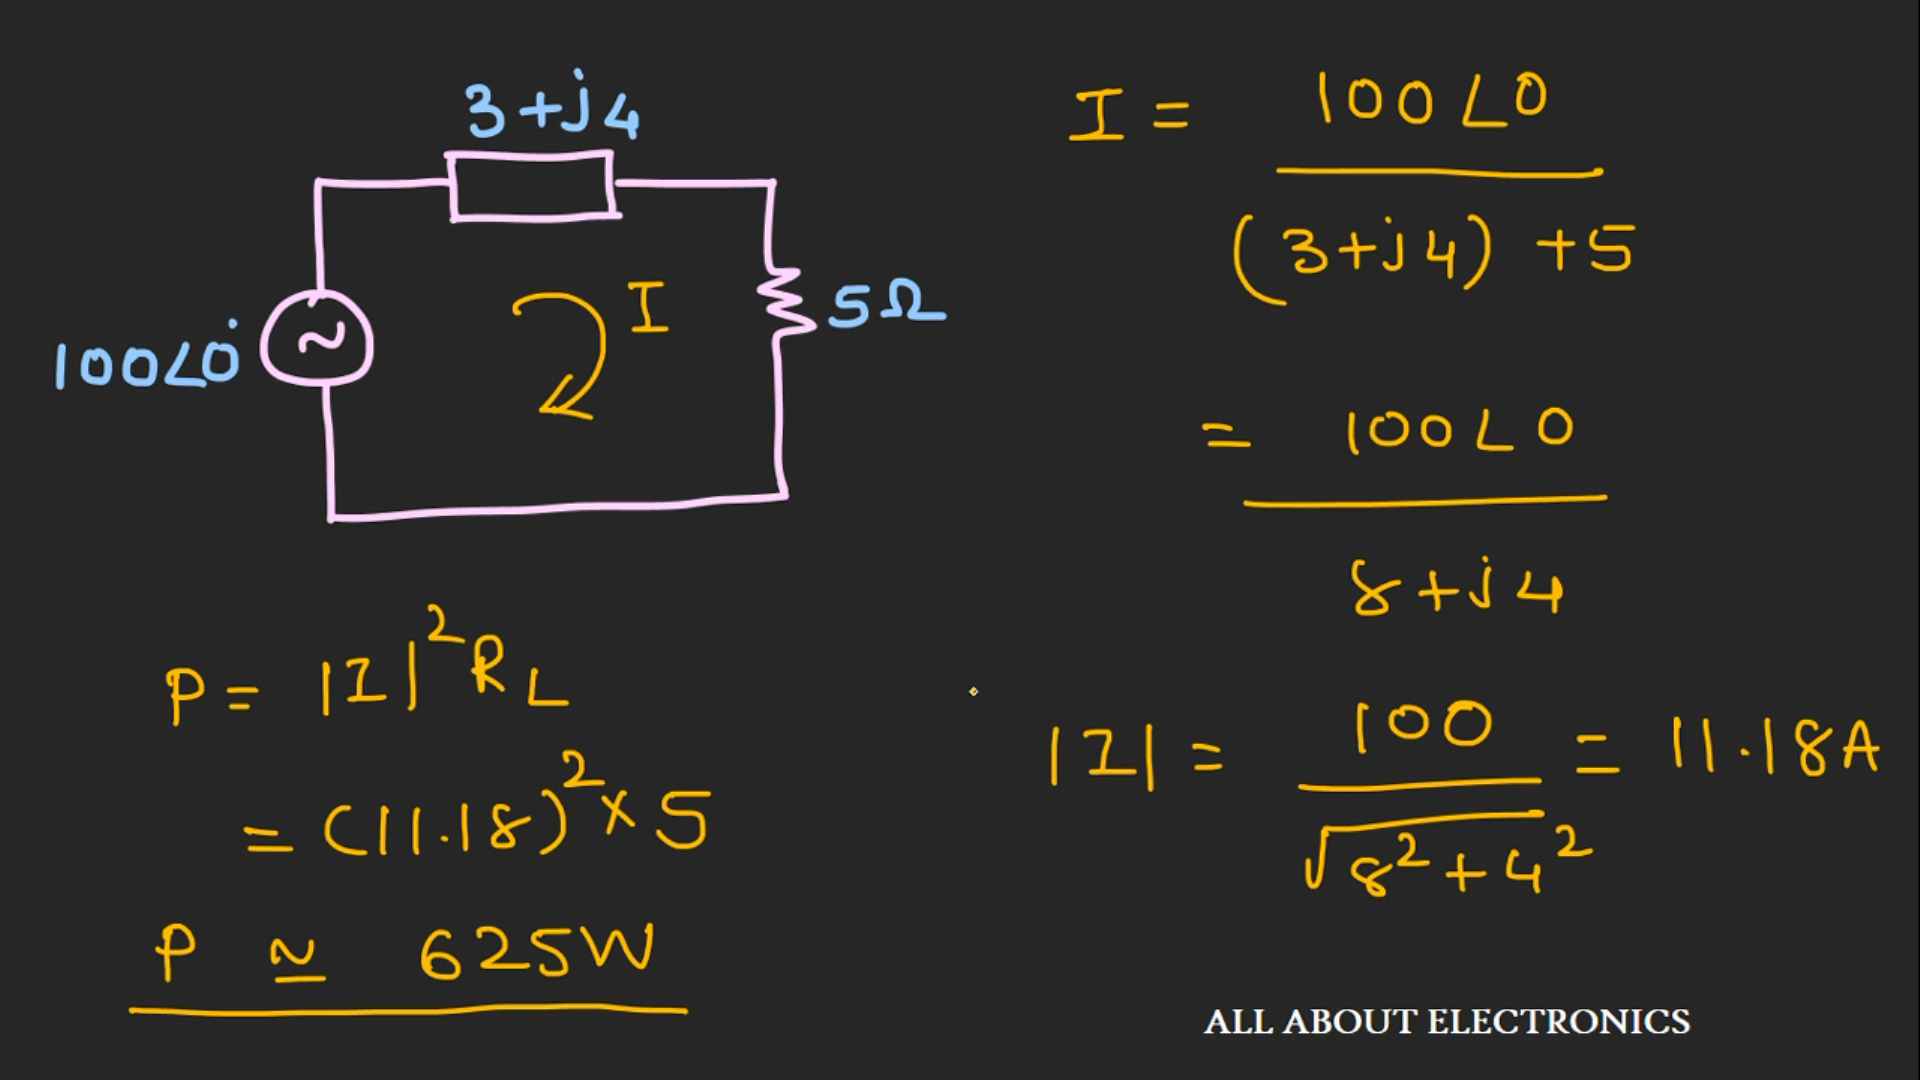 3+j4
100∠0°
I
5Ω
I = 100∠0
(3+j4) +5
= 100∠0
8+j4
|I| = 100 = 11.18A
√8²+4²
P = |I|² R_L
= (11.18)² × 5
P ≃ 625W
ALL ABOUT ELECTRONICS